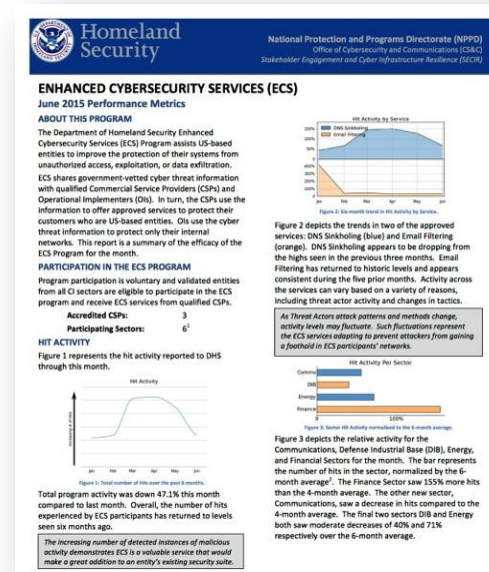 Homeland
Security
National Protection and Programs Directorate (NPPD)
Office of Cybersecurity and Communications (CS&C)
Stakeholder Engagement and Cyber Infrastructure Resilience (SECIR)
ENHANCED CYBERSECURITY SERVICES (ECS)
June 2015 Performance Metrics
ABOUT THIS PROGRAM
The Department of Homeland Security Enhanced
Cybersecurity Services (ECS) Program assists US-based
entities to improve the protection of their systems from
unauthorized access, exploitation, or data exfiltration.
ECS shares government-vetted cyber threat information
with qualified Commercial Service Providers (CSPs) and
Operational Implementers (OIs). In turn, the CSPs use the
information to offer approved services to protect their
customers who are US-based entities. OIs use the cyber
threat information to protect only their internal
networks. This report is a summary of the efficacy of the
ECS Program for the month.
PARTICIPATION IN THE ECS PROGRAM
Program participation is voluntary and validated entities
from all CI sectors are eligible to participate in the ECS
program and receive ECS services from qualified CSPs.
Accredited CSPs: 3
Participating Sectors: 6¹
HIT ACTIVITY
Figure 1 represents the hit activity reported to DHS
through this month.
Hit Activity
Increasing # of Hits
Jan Feb Mar Apr May Jun
Figure 1: Total number of hits over the past 6-months.
Total program activity was down 47.1% this month
compared to last month. Overall, the number of hits
experienced by ECS participants has returned to levels
seen six months ago.
The increasing number of detected instances of malicious
activity demonstrates ECS is a valuable service that would
make a great addition to an entity's existing security suite.
Hit Activity by Service
DNS Sinkholing
Email Filtering
Jan Feb Mar Apr May Jun
Figure 2: Six-month trend in Hit Activity by Service.
Figure 2 depicts the trends in two of the approved
services: DNS Sinkholing (blue) and Email Filtering
(orange). DNS Sinkholing appears to be dropping from
the highs seen in the previous three months. Email
Filtering has returned to historic levels and appears
consistent during the five prior months. Activity across
the services can vary based on a variety of reasons,
including threat actor activity and changes in tactics.
As Threat Actors attack patterns and methods change,
activity levels may fluctuate. Such fluctuations represent
the ECS services adapting to prevent attackers from gaining
a foothold in ECS participants' networks.
Hit Activity Per Sector
Comms
DIB
Energy
Finance
0 100%
Figure 3: Sector Hit Activity normalized to the 6-month average.
Figure 3 depicts the relative activity for the
Communications, Defense Industrial Base (DIB), Energy,
and Financial Sectors for the month. The bar represents
the number of hits in the sector, normalized by the 6-
month average². The Finance Sector saw 155% more hits
than the 4-month average. The other new sector,
Communications, saw a decrease in hits compared to the
4-month average. The final two sectors DIB and Energy
both saw moderate decreases of 40% and 71%
respectively over the 6-month average.